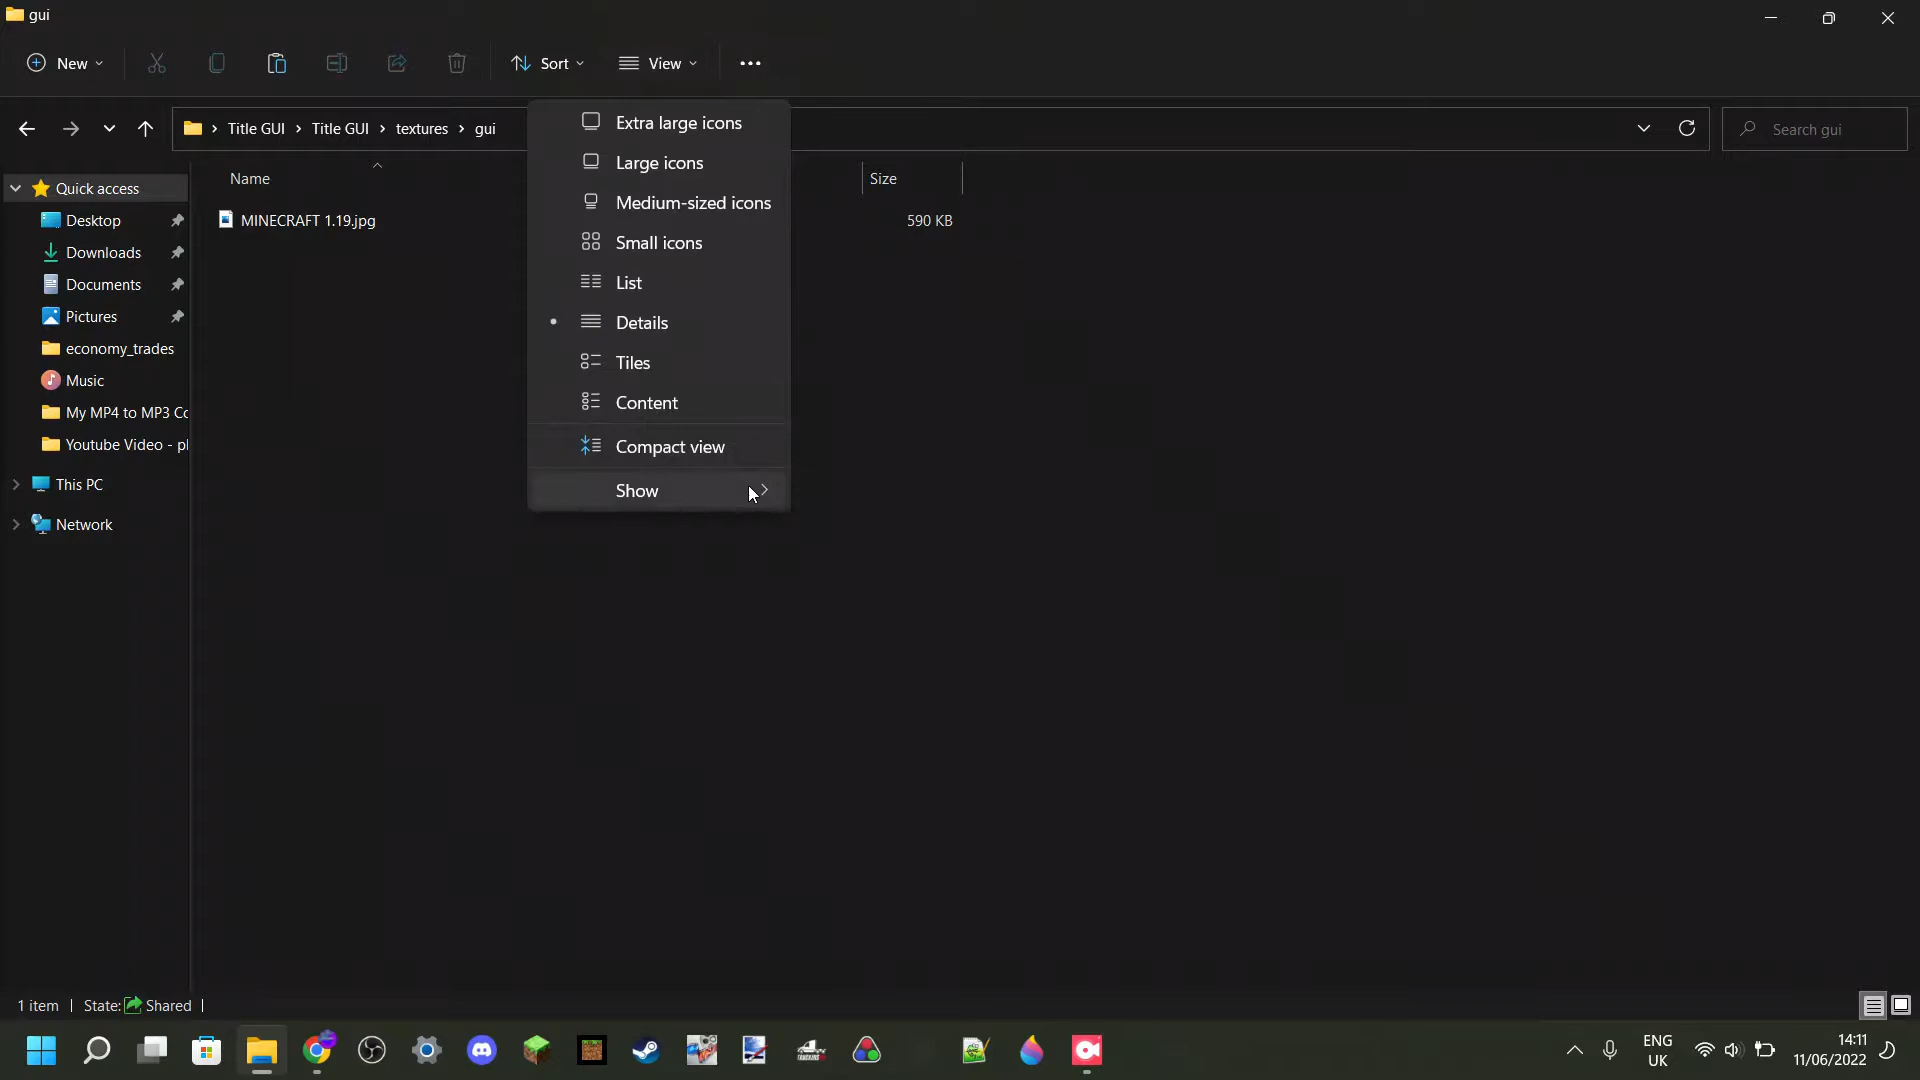 gui
New
Sort
View
Title GUI > Title GUI > textures > gui
Search gui
Name
Size
Quick access
Desktop
Downloads
Documents
Pictures
economy_trades
Music
My MP4 to MP3 Cc
Youtube Video - pl
This PC
Network
MINECRAFT 1.19.jpg
590 KB
Extra large icons
Large icons
Medium-sized icons
Small icons
List
Details
Tiles
Content
Compact view
Show
1 item
State: Shared
ENG
UK
14:11
11/06/2022